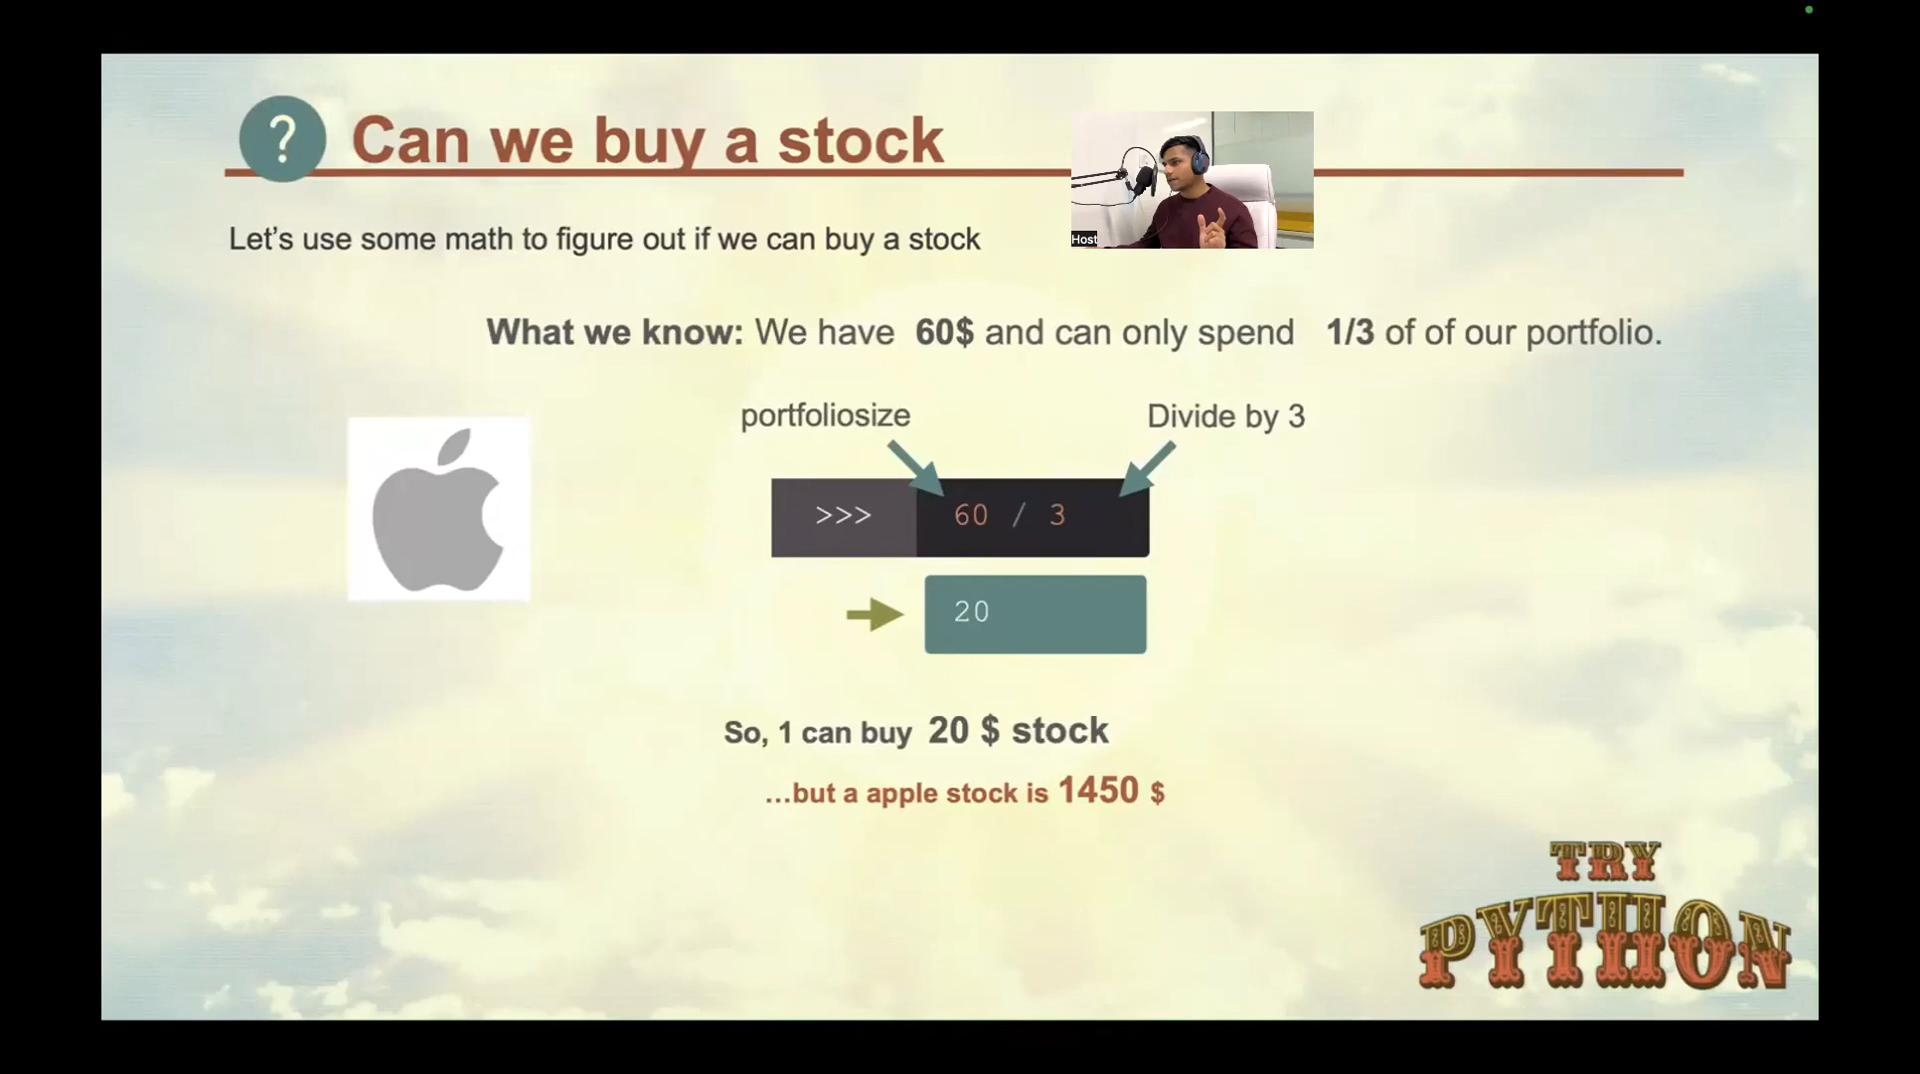 ?
Can we buy a stock
Host
Let's use some math to figure out if we can buy a stock
What we know: We have 60$ and can only spend 1/3 of of our portfolio.
portfoliosize
Divide by 3
>>> 60 / 3
20
So, 1 can buy 20 $ stock
...but a apple stock is 1450 $
TRY
PYTHON